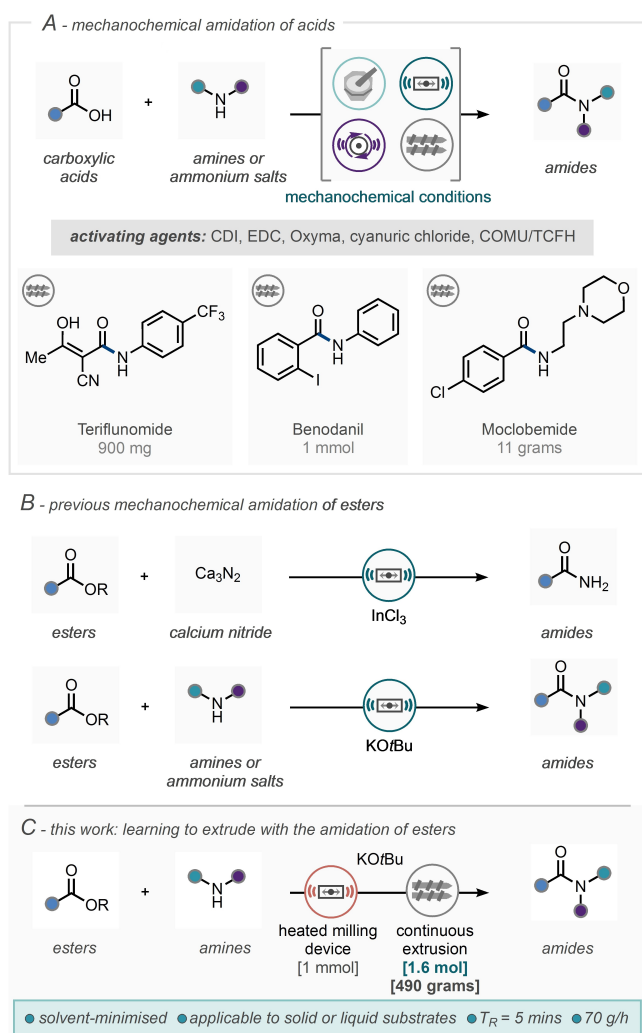 A - mechanochemical amidation of acids
O
OH
+
N
H
O
N
carboxylic
acids
amines or
ammonium salts
mechanochemical conditions
amides
activating agents: CDI, EDC, Oxyma, cyanuric chloride, COMU/TCFH
OH
O
Me
CN
N
H
CF3
Teriflunomide
900 mg
O
N
H
I
Benodanil
1 mmol
O
N
H
N
O
Cl
Moclobemide
11 grams
B - previous mechanochemical amidation of esters
O
OR
+
Ca3N2
InCl3
O
NH2
esters
calcium nitride
amides
O
OR
+
N
H
KOtBu
O
N
esters
amines or
ammonium salts
amides
C - this work: learning to extrude with the amidation of esters
O
OR
+
N
H
KOtBu
O
N
esters
amines
heated milling
device
[1 mmol]
continuous
extrusion
[1.6 mol]
[490 grams]
amides
solvent-minimised applicable to solid or liquid substrates TR = 5 mins 70 g/h